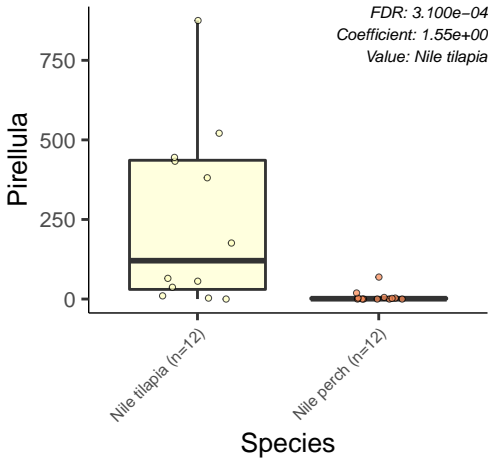 FDR: 3.100e−04
Coefficient: 1.55e+00
Value: Nile tilapia
Pirellula
750
500
250
0
Nile tilapia (n=12)
Nile perch (n=12)
Species